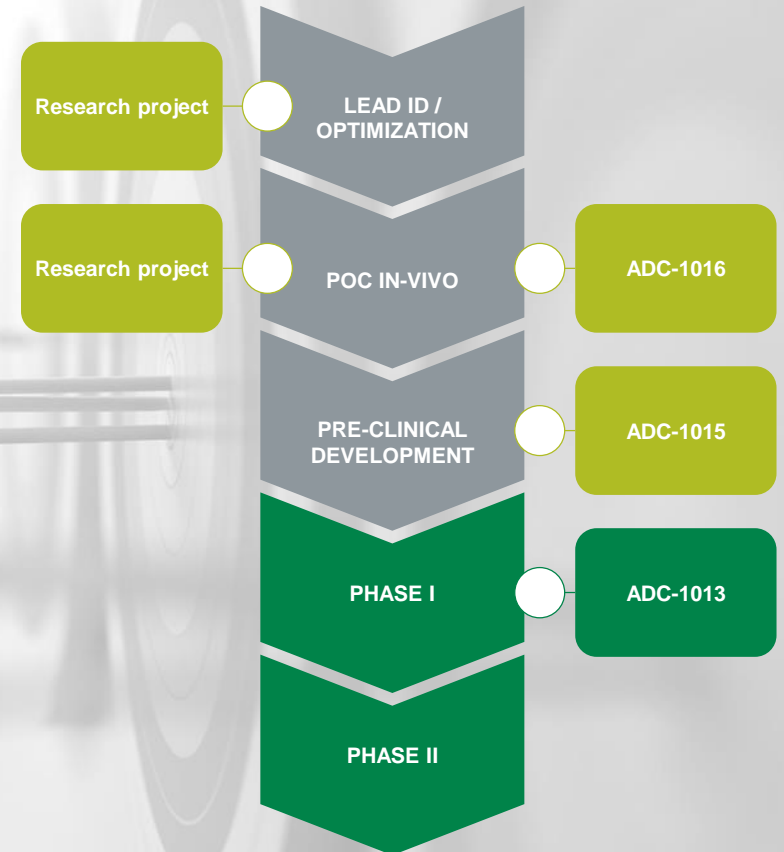 Research project
LEAD ID /
OPTIMIZATION
Research project
POC IN-VIVO
ADC-1016
PRE-CLINICAL
DEVELOPMENT
ADC-1015
PHASE I
ADC-1013
PHASE II